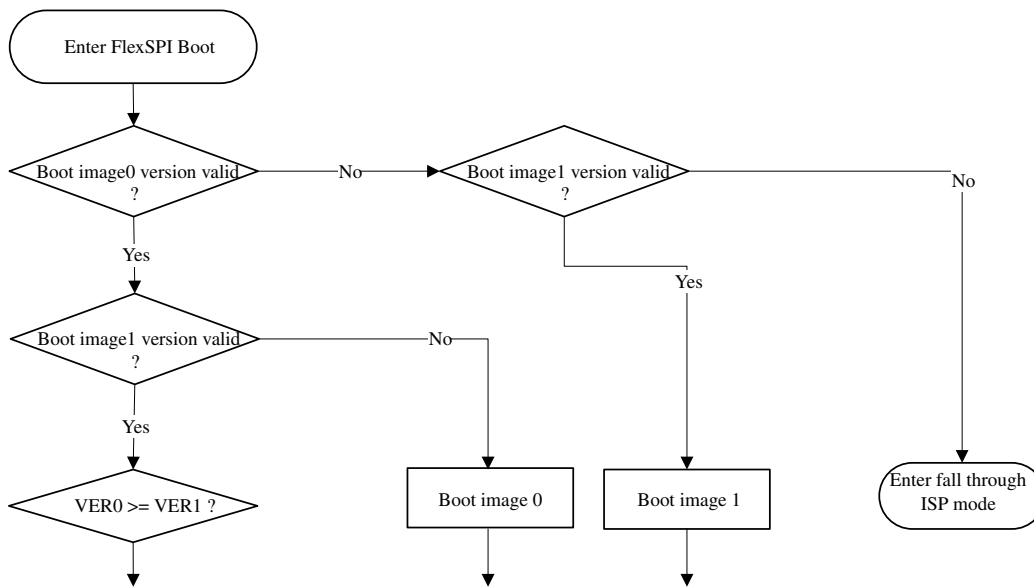 Enter FlexSPI Boot
Boot image0 version valid
?
No
Boot image1 version valid
?
No
Yes
Yes
Boot image1 version valid
?
No
Yes
VER0 >= VER1 ?
Boot image 0
Boot image 1
Enter fall through
ISP mode